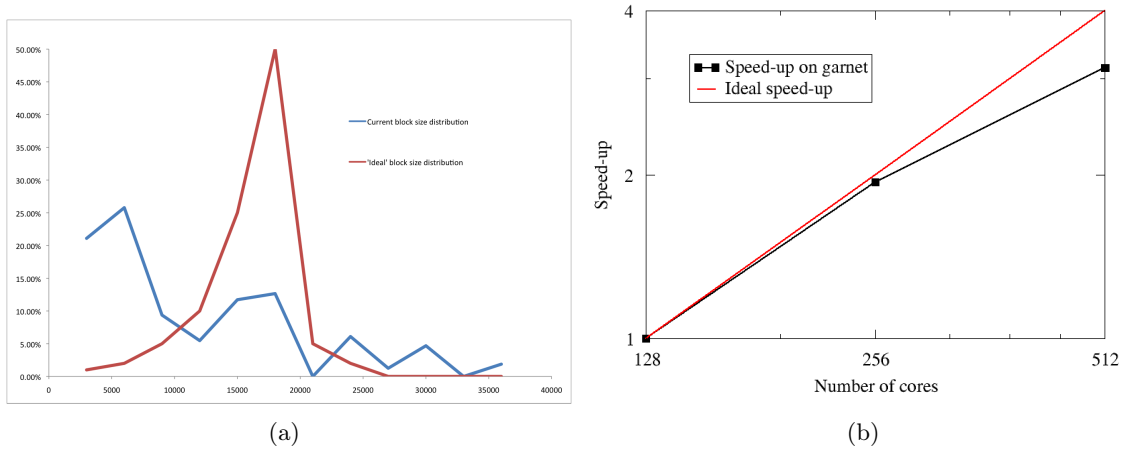 50.00%
45.00%
40.00%
35.00%
30.00%
25.00%
20.00%
15.00%
10.00%
5.00%
0.00%
0 5000 10000 15000 20000 25000 30000 35000 40000
Current block size distribution
'Ideal' block size distribution
(a)
4
2
1
Speed-up
Speed-up on garnet
Ideal speed-up
128 256 512
Number of cores
(b)